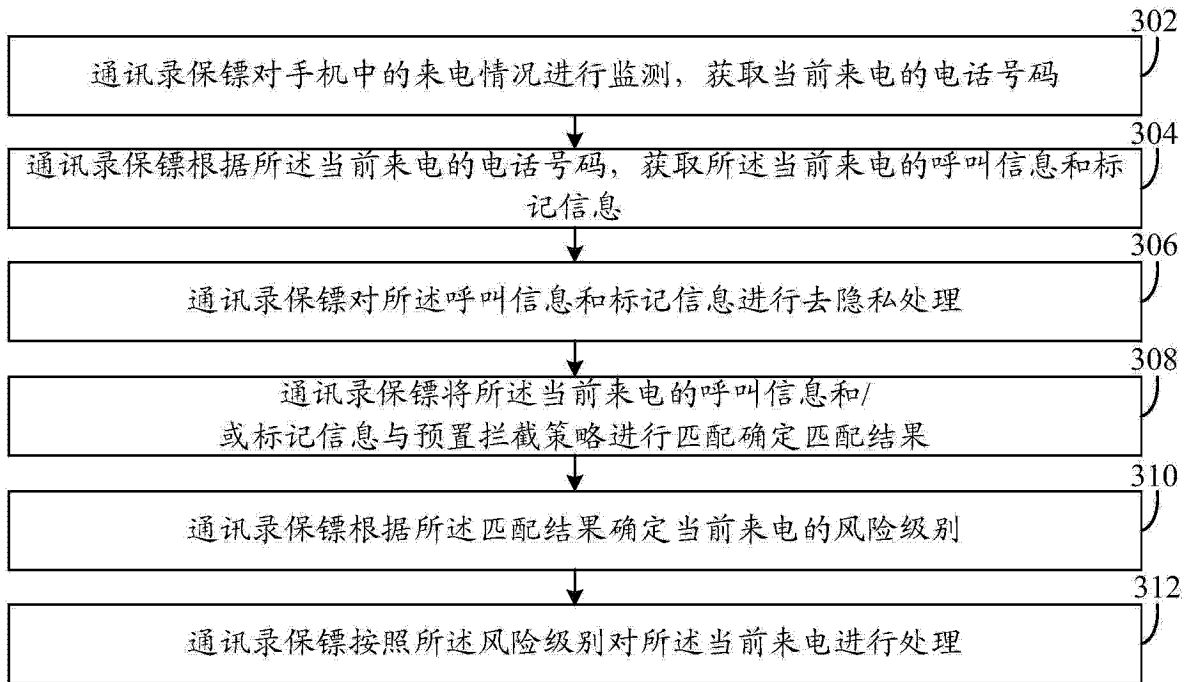 302
通讯录保镖对手机中的来电情况进行监测，获取当前来电的电话号码
304
通讯录保镖根据所述当前来电的电话号码，获取所述当前来电的呼叫信息和标
记信息
306
通讯录保镖对所述呼叫信息和标记信息进行去隐私处理
308
通讯录保镖将所述当前来电的呼叫信息和/
或标记信息与预置拦截策略进行匹配确定匹配结果
310
通讯录保镖根据所述匹配结果确定当前来电的风险级别
312
通讯录保镖按照所述风险级别对所述当前来电进行处理